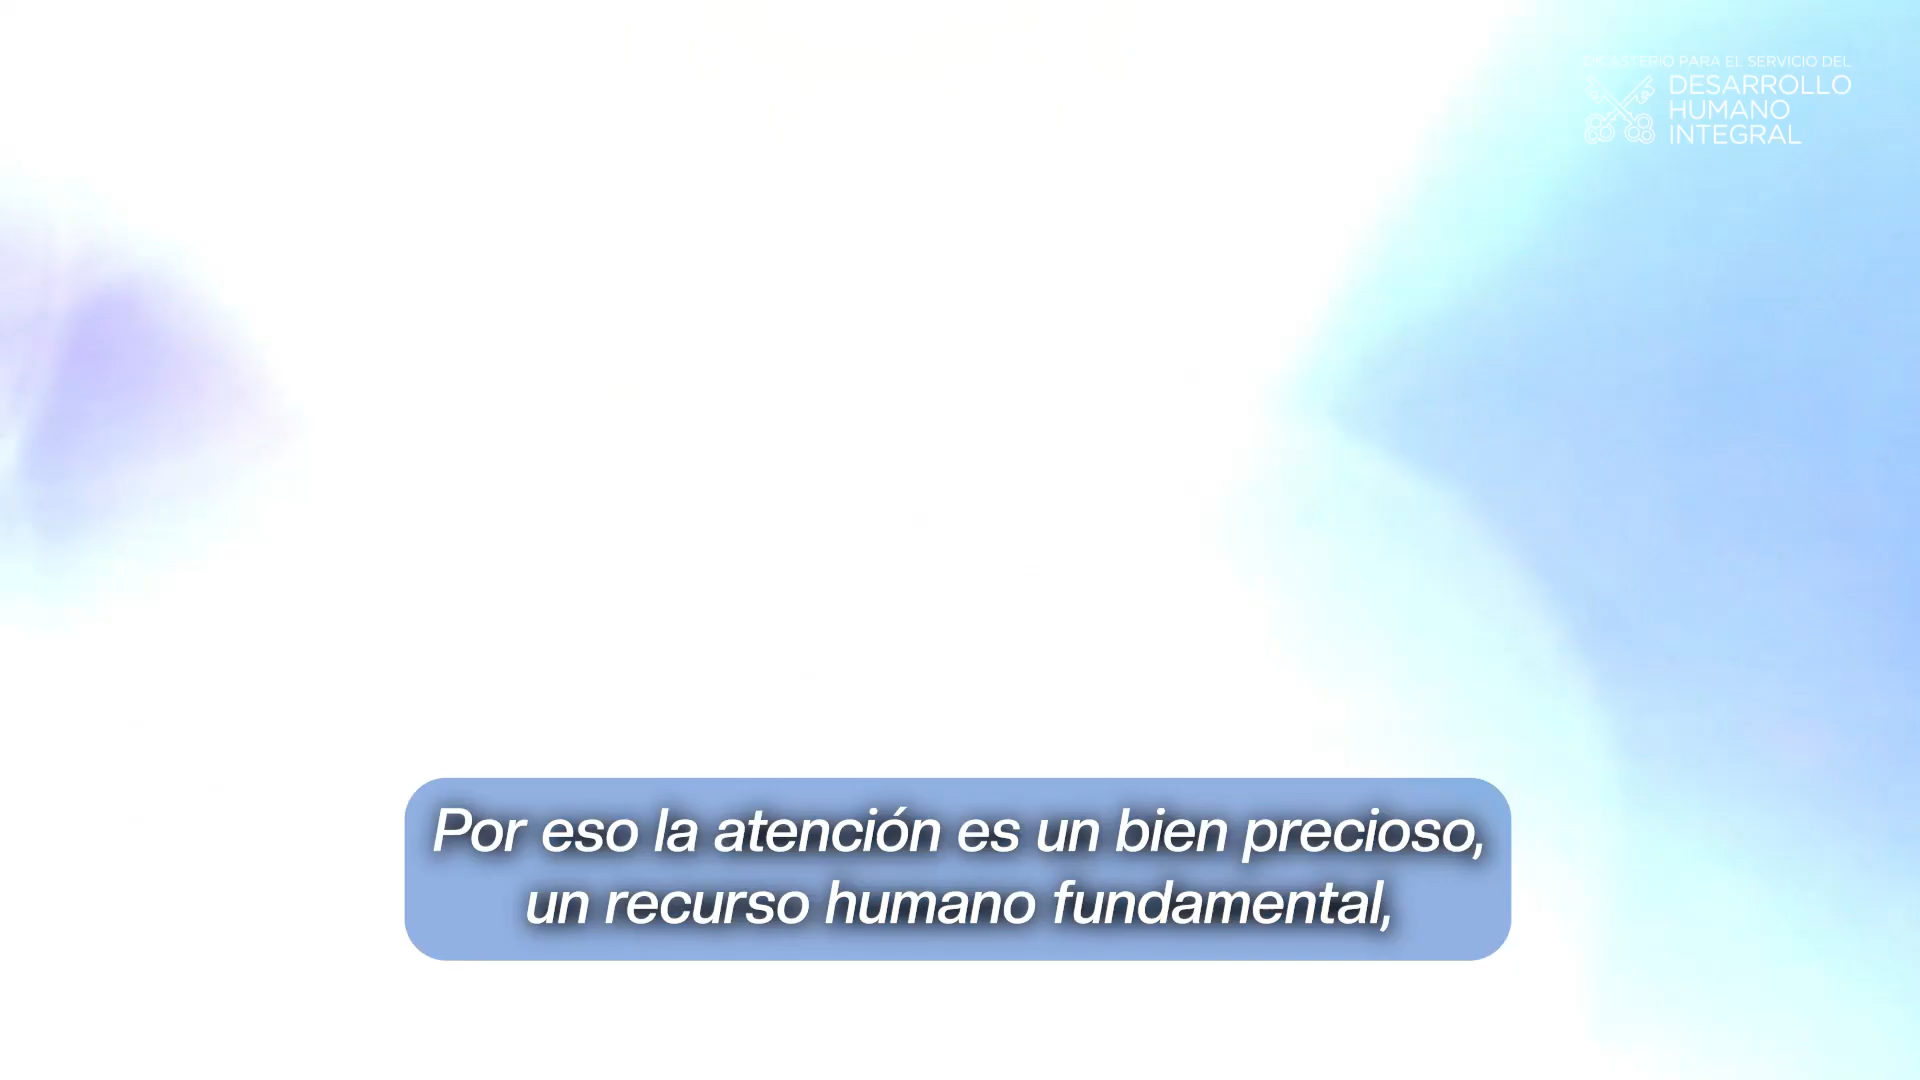 DICASTERIO PARA EL SERVICIO DEL
DESARROLLO
HUMANO
INTEGRAL
Por eso la atención es un bien precioso,
un recurso humano fundamental,